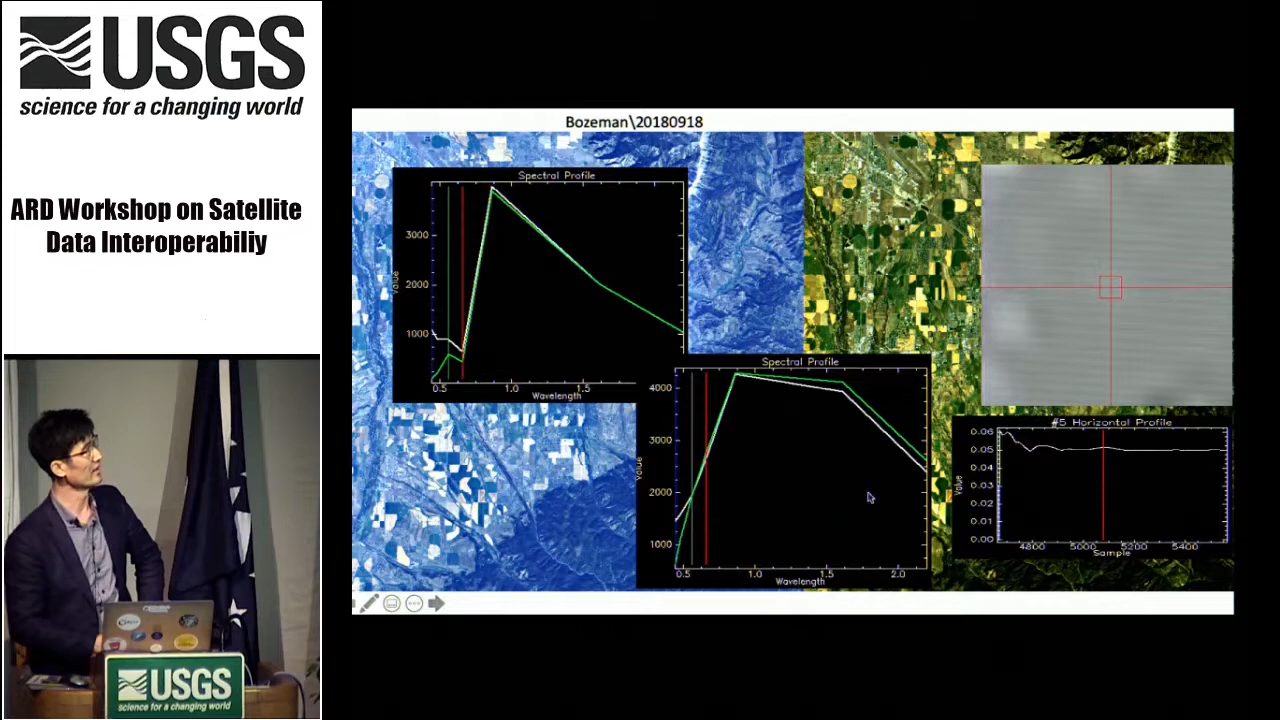 USGS
science for a changing world
ARD Workshop on Satellite
Data Interoperabiliy
Bozeman\20180918
Spectral Profile
3000
2000
1000
Value
0.5
1.0
1.5
Wavelength
Spectral Profile
4000
3000
2000
1000
Value
0.5
1.0
1.5
2.0
Wavelength
#5 Horizontal Profile
0.06
0.05
0.04
0.03
0.02
0.01
0.00
Value
4800
5000
5200
5400
Sample
USGS
science for a changing world